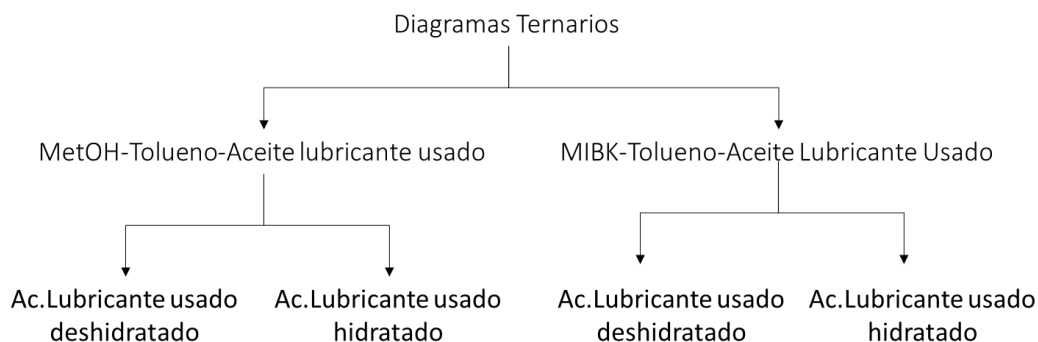 Diagramas Ternarios
MetOH-Tolueno-Aceite lubricante usado
MIBK-Tolueno-Aceite Lubricante Usado
Ac.Lubricante usado
deshidratado
Ac.Lubricante usado
hidratado
Ac.Lubricante usado
deshidratado
Ac.Lubricante usado
hidratado